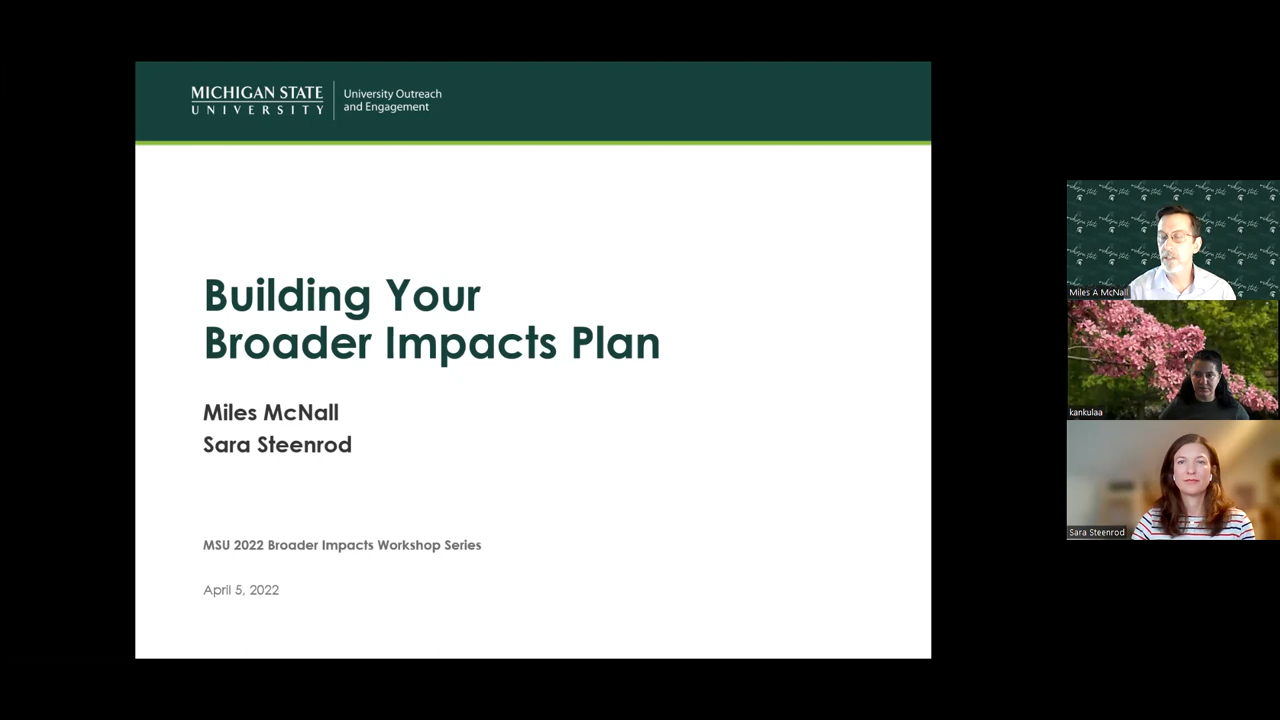 MICHIGAN STATE
UNIVERSITY
University Outreach
and Engagement
Building Your
Broader Impacts Plan
Miles McNall
Sara Steenrod
MSU 2022 Broader Impacts Workshop Series
April 5, 2022
Miles A McNall
kankulaa
Sara Steenrod